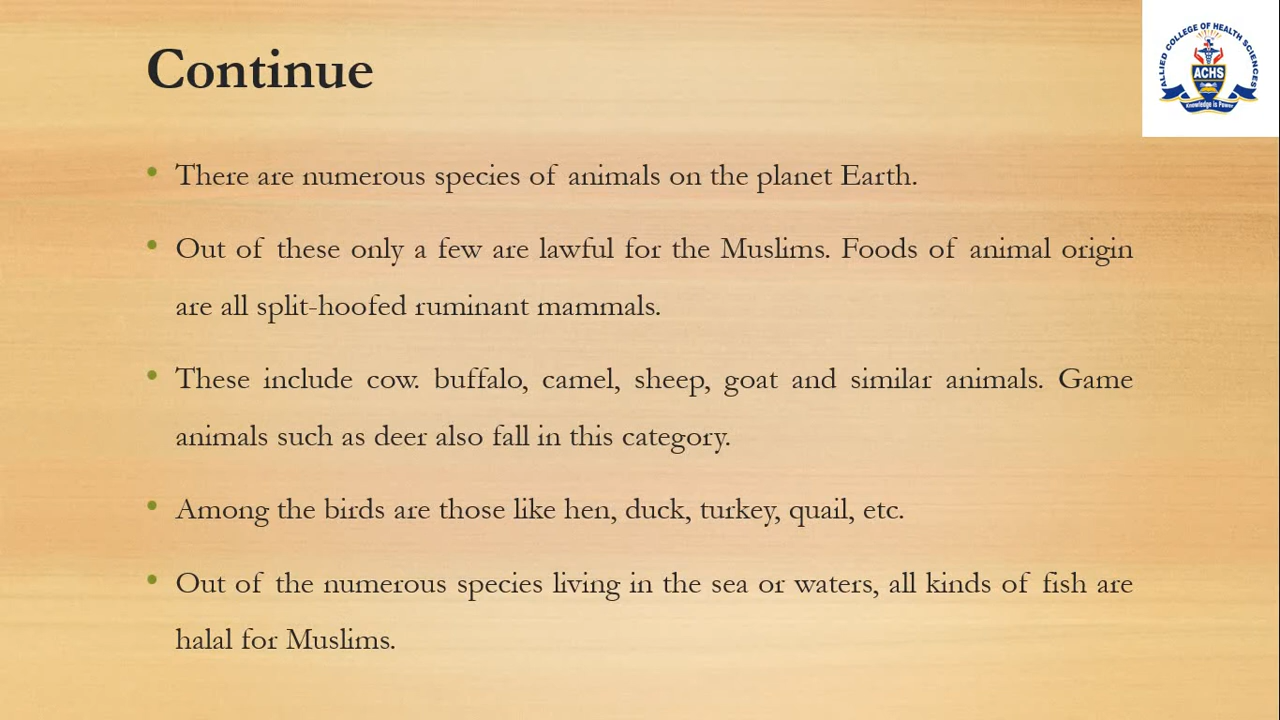 Continue
ALLIED COLLEGE OF HEALTH SCIENCES
ACHS
Knowledge is Power
• There are numerous species of animals on the planet Earth.
• Out of these only a few are lawful for the Muslims. Foods of animal origin
are all split-hoofed ruminant mammals.
• These include cow. buffalo, camel, sheep, goat and similar animals. Game
animals such as deer also fall in this category.
• Among the birds are those like hen, duck, turkey, quail, etc.
• Out of the numerous species living in the sea or waters, all kinds of fish are
halal for Muslims.